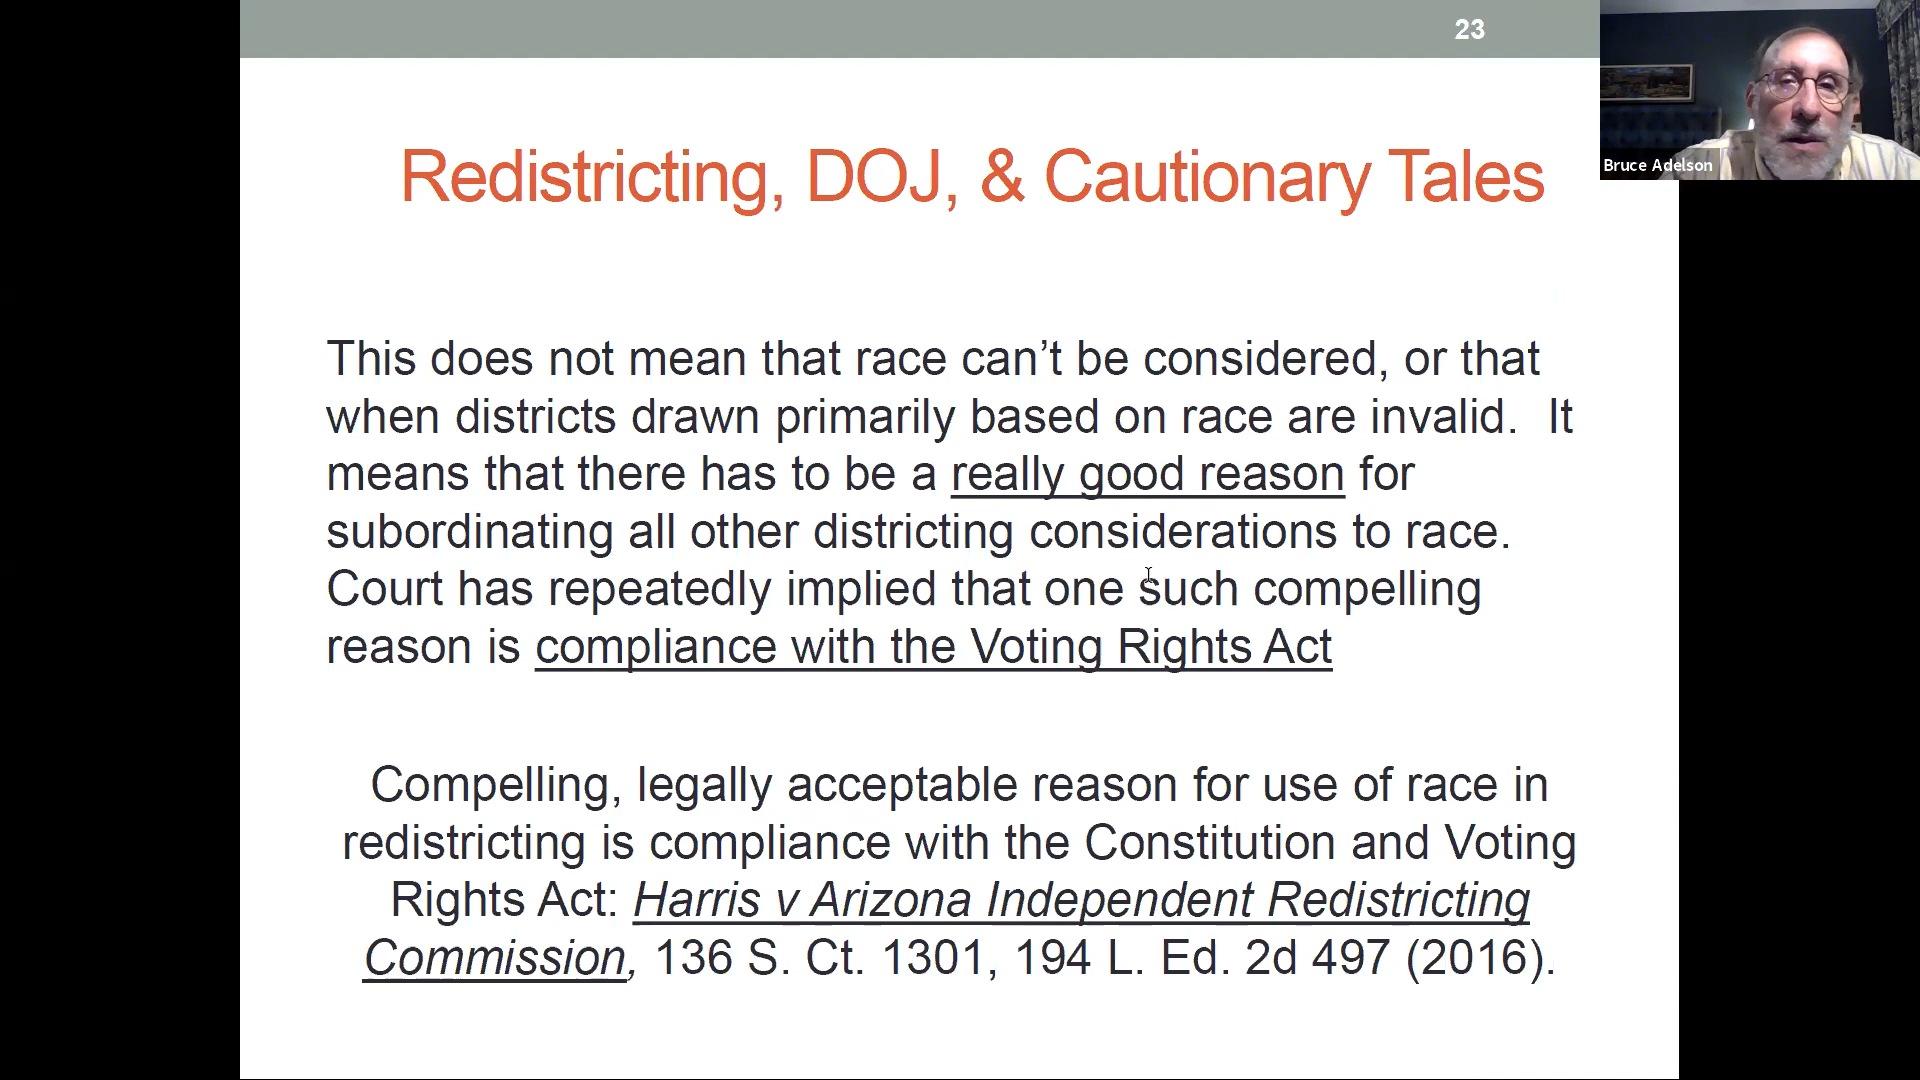 23
Bruce Adelson
Redistricting, DOJ, & Cautionary Tales
This does not mean that race can’t be considered, or that
when districts drawn primarily based on race are invalid.  It
means that there has to be a really good reason for
subordinating all other districting considerations to race.
Court has repeatedly implied that one such compelling
reason is compliance with the Voting Rights Act
Compelling, legally acceptable reason for use of race in
redistricting is compliance with the Constitution and Voting
Rights Act: Harris v Arizona Independent Redistricting
Commission, 136 S. Ct. 1301, 194 L. Ed. 2d 497 (2016).